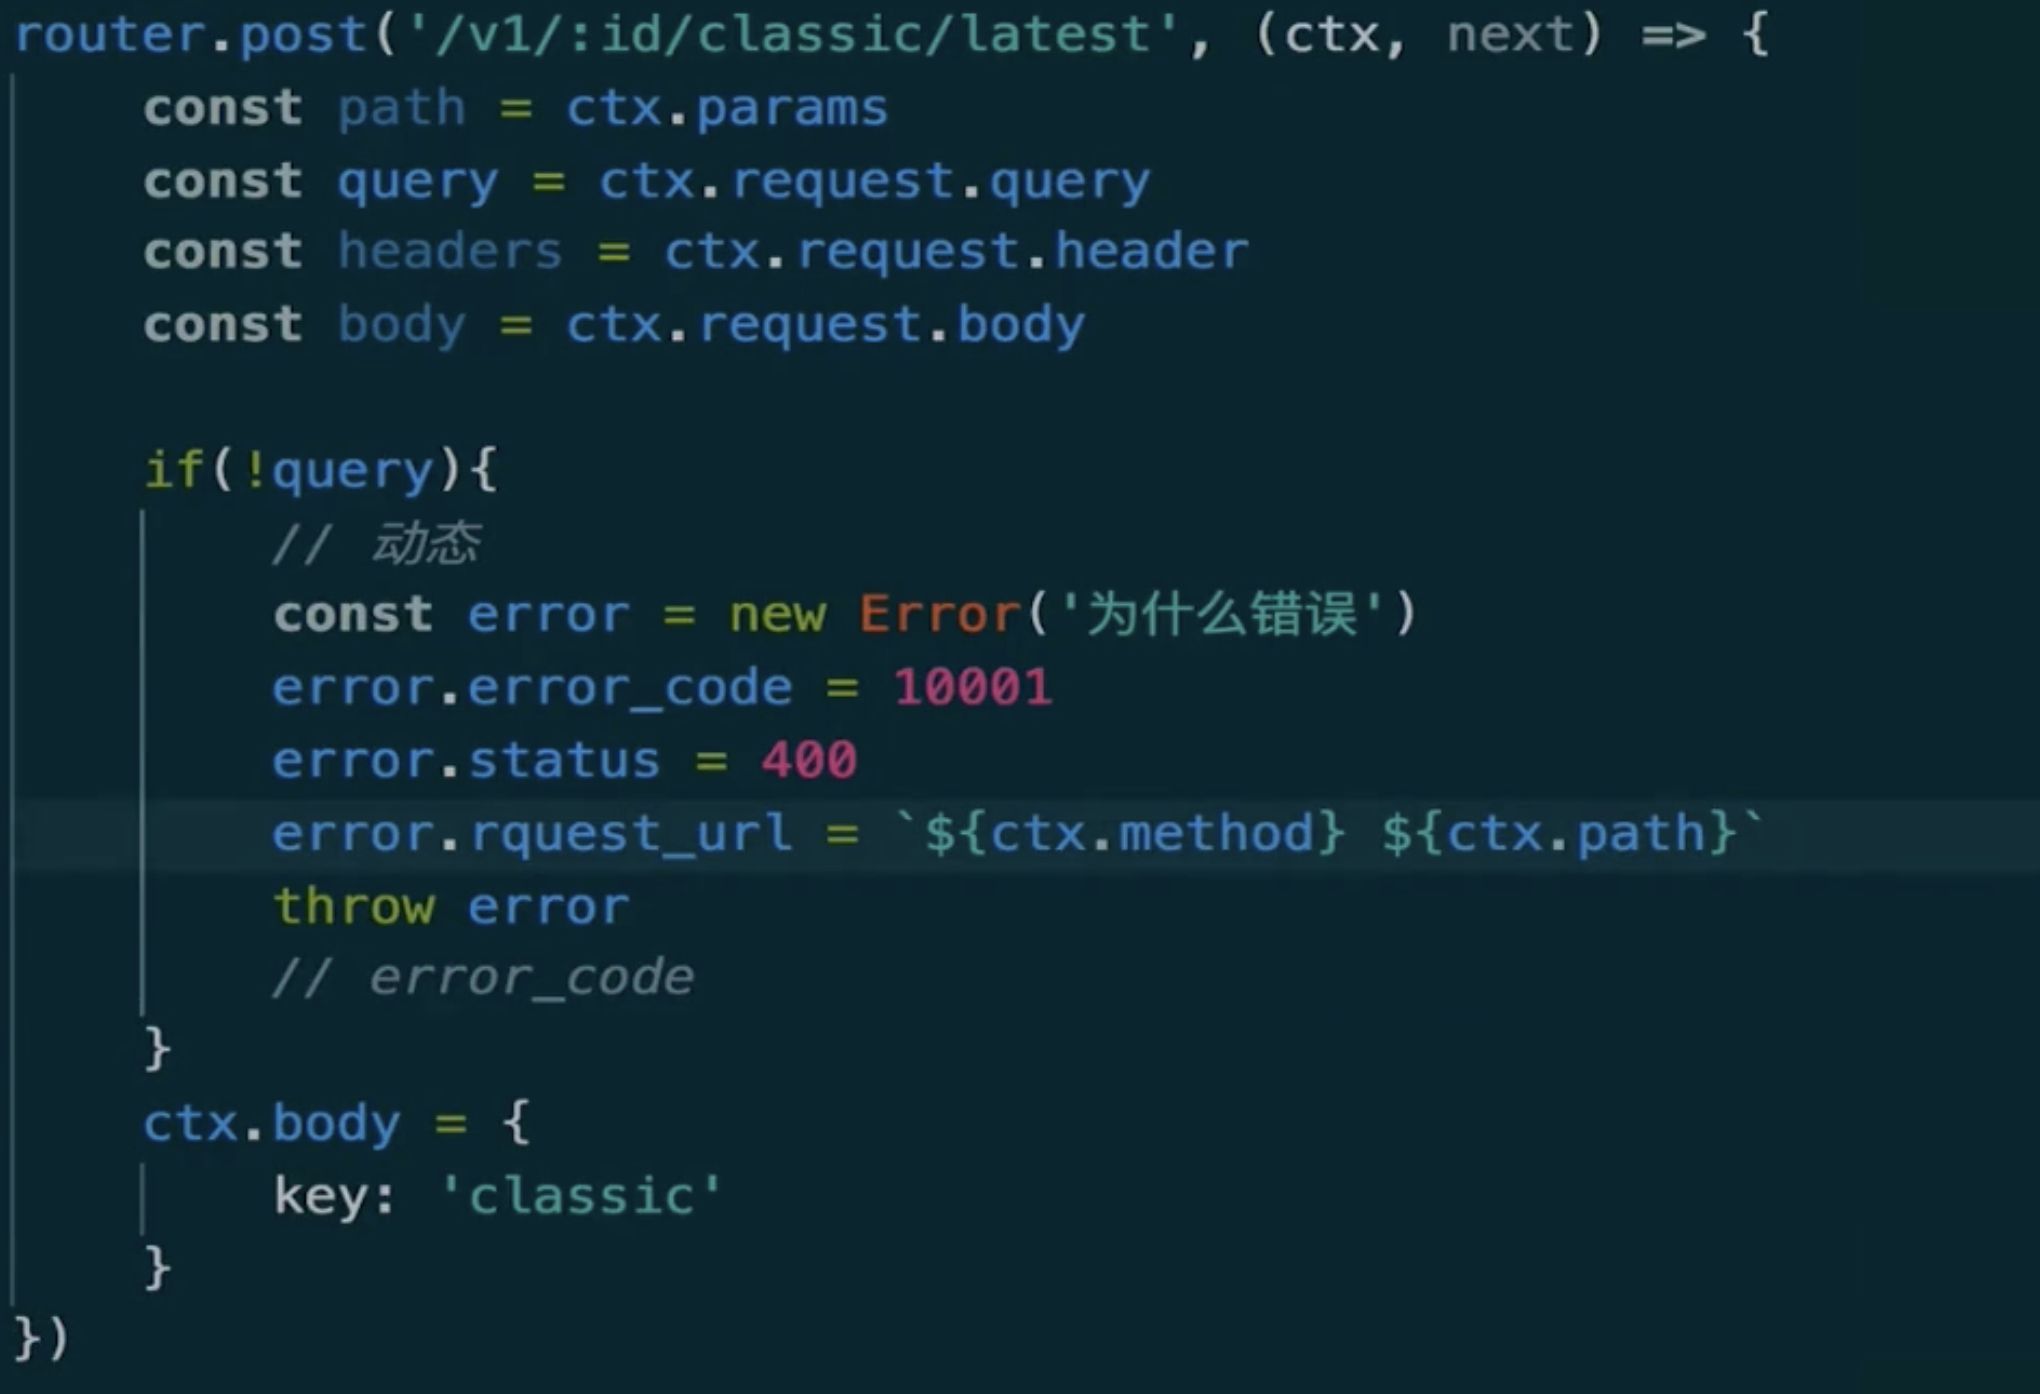 router.post('/v1/:id/classic/latest', (ctx, next) => {
const path = ctx.params
const query = ctx.request.query
const headers = ctx.request.header
const body = ctx.request.body
if(!query){
// 动态
const error = new Error('为什么错误')
error.error_code = 10001
error.status = 400
error.rquest_url = `${ctx.method} ${ctx.path}`
throw error
// error_code
}
ctx.body = {
key: 'classic'
}
})